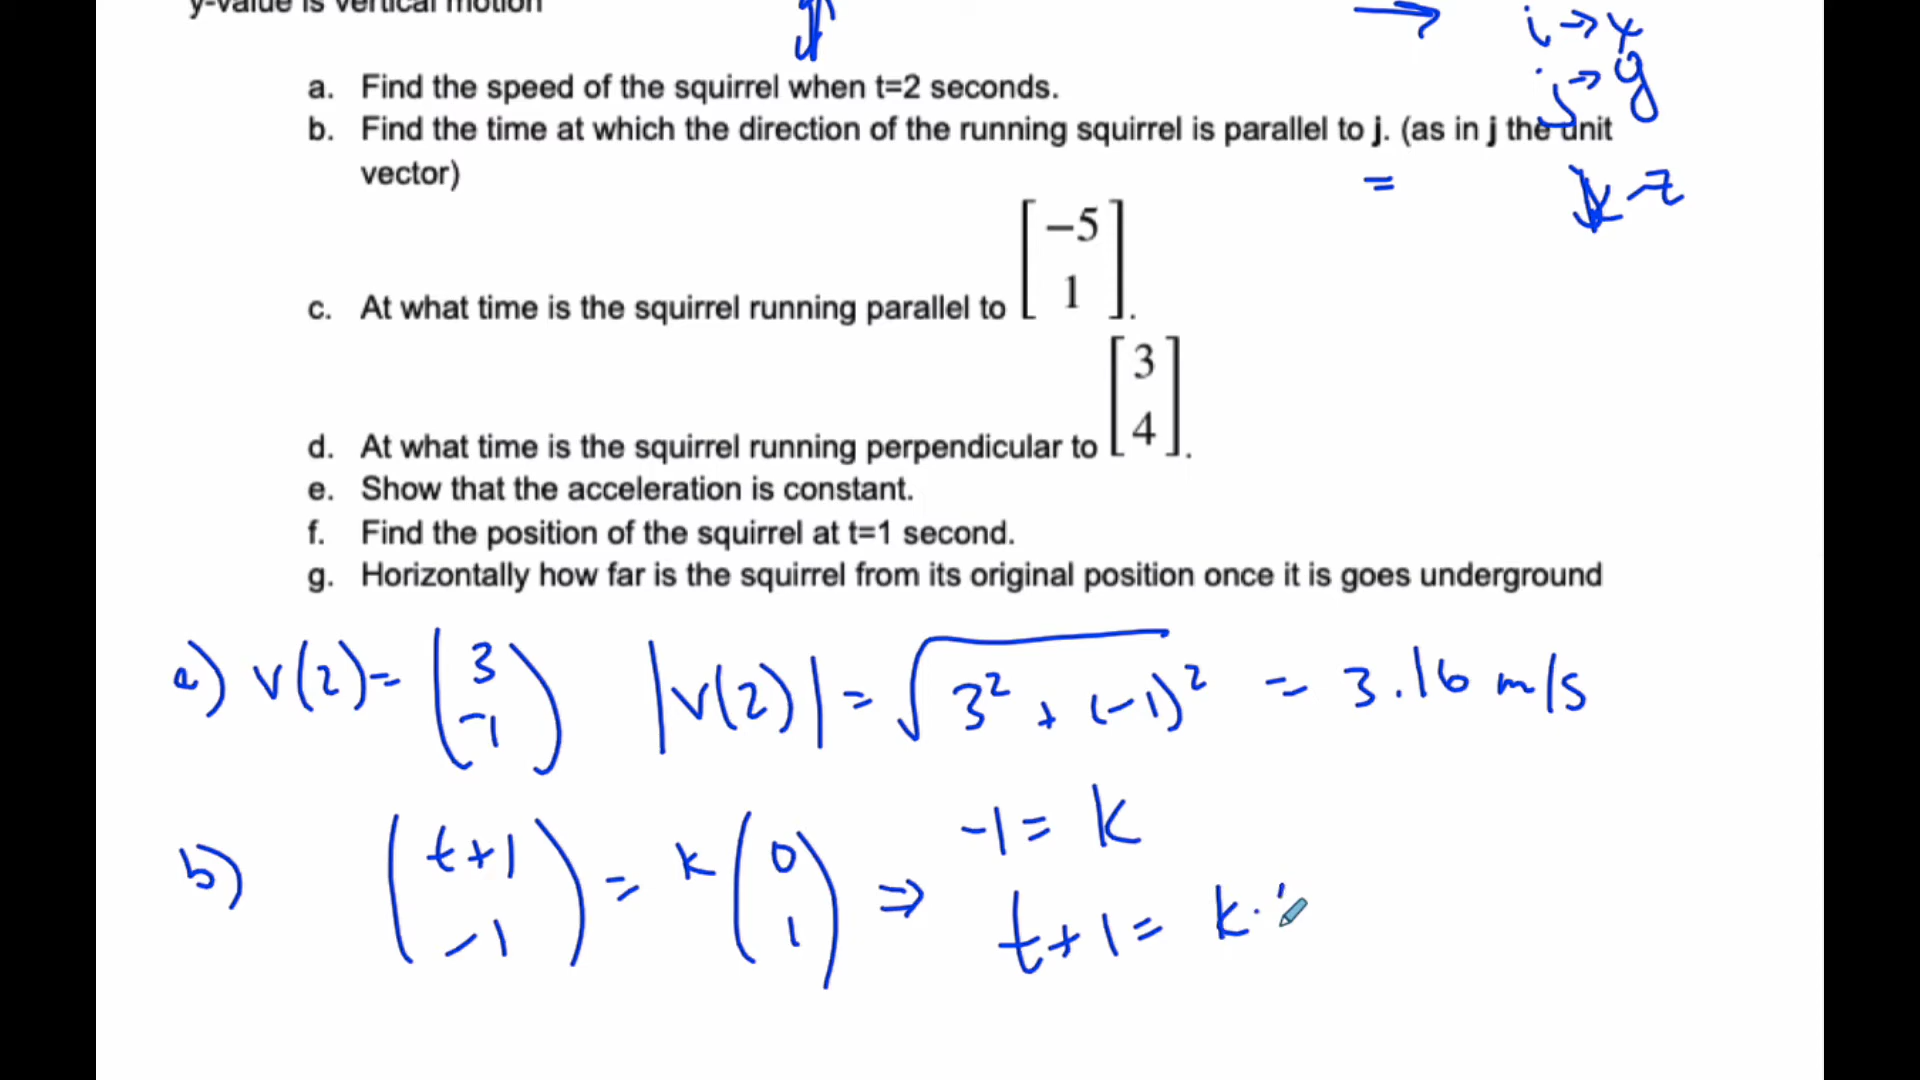 y-value is vertical motion
i → x
j → y
k → z
a. Find the speed of the squirrel when t=2 seconds.
b. Find the time at which the direction of the running squirrel is parallel to j. (as in j the unit
vector)
c. At what time is the squirrel running parallel to [-5 1].
d. At what time is the squirrel running perpendicular to [3 4].
e. Show that the acceleration is constant.
f. Find the position of the squirrel at t=1 second.
g. Horizontally how far is the squirrel from its original position once it is goes underground
a) v(2) = (3 -1) |v(2)| = √3² + (-1)² = 3.16 m/s
b) (t+1 -1) = k (0 1) ⇒ -1 = k
t+1 = k ·